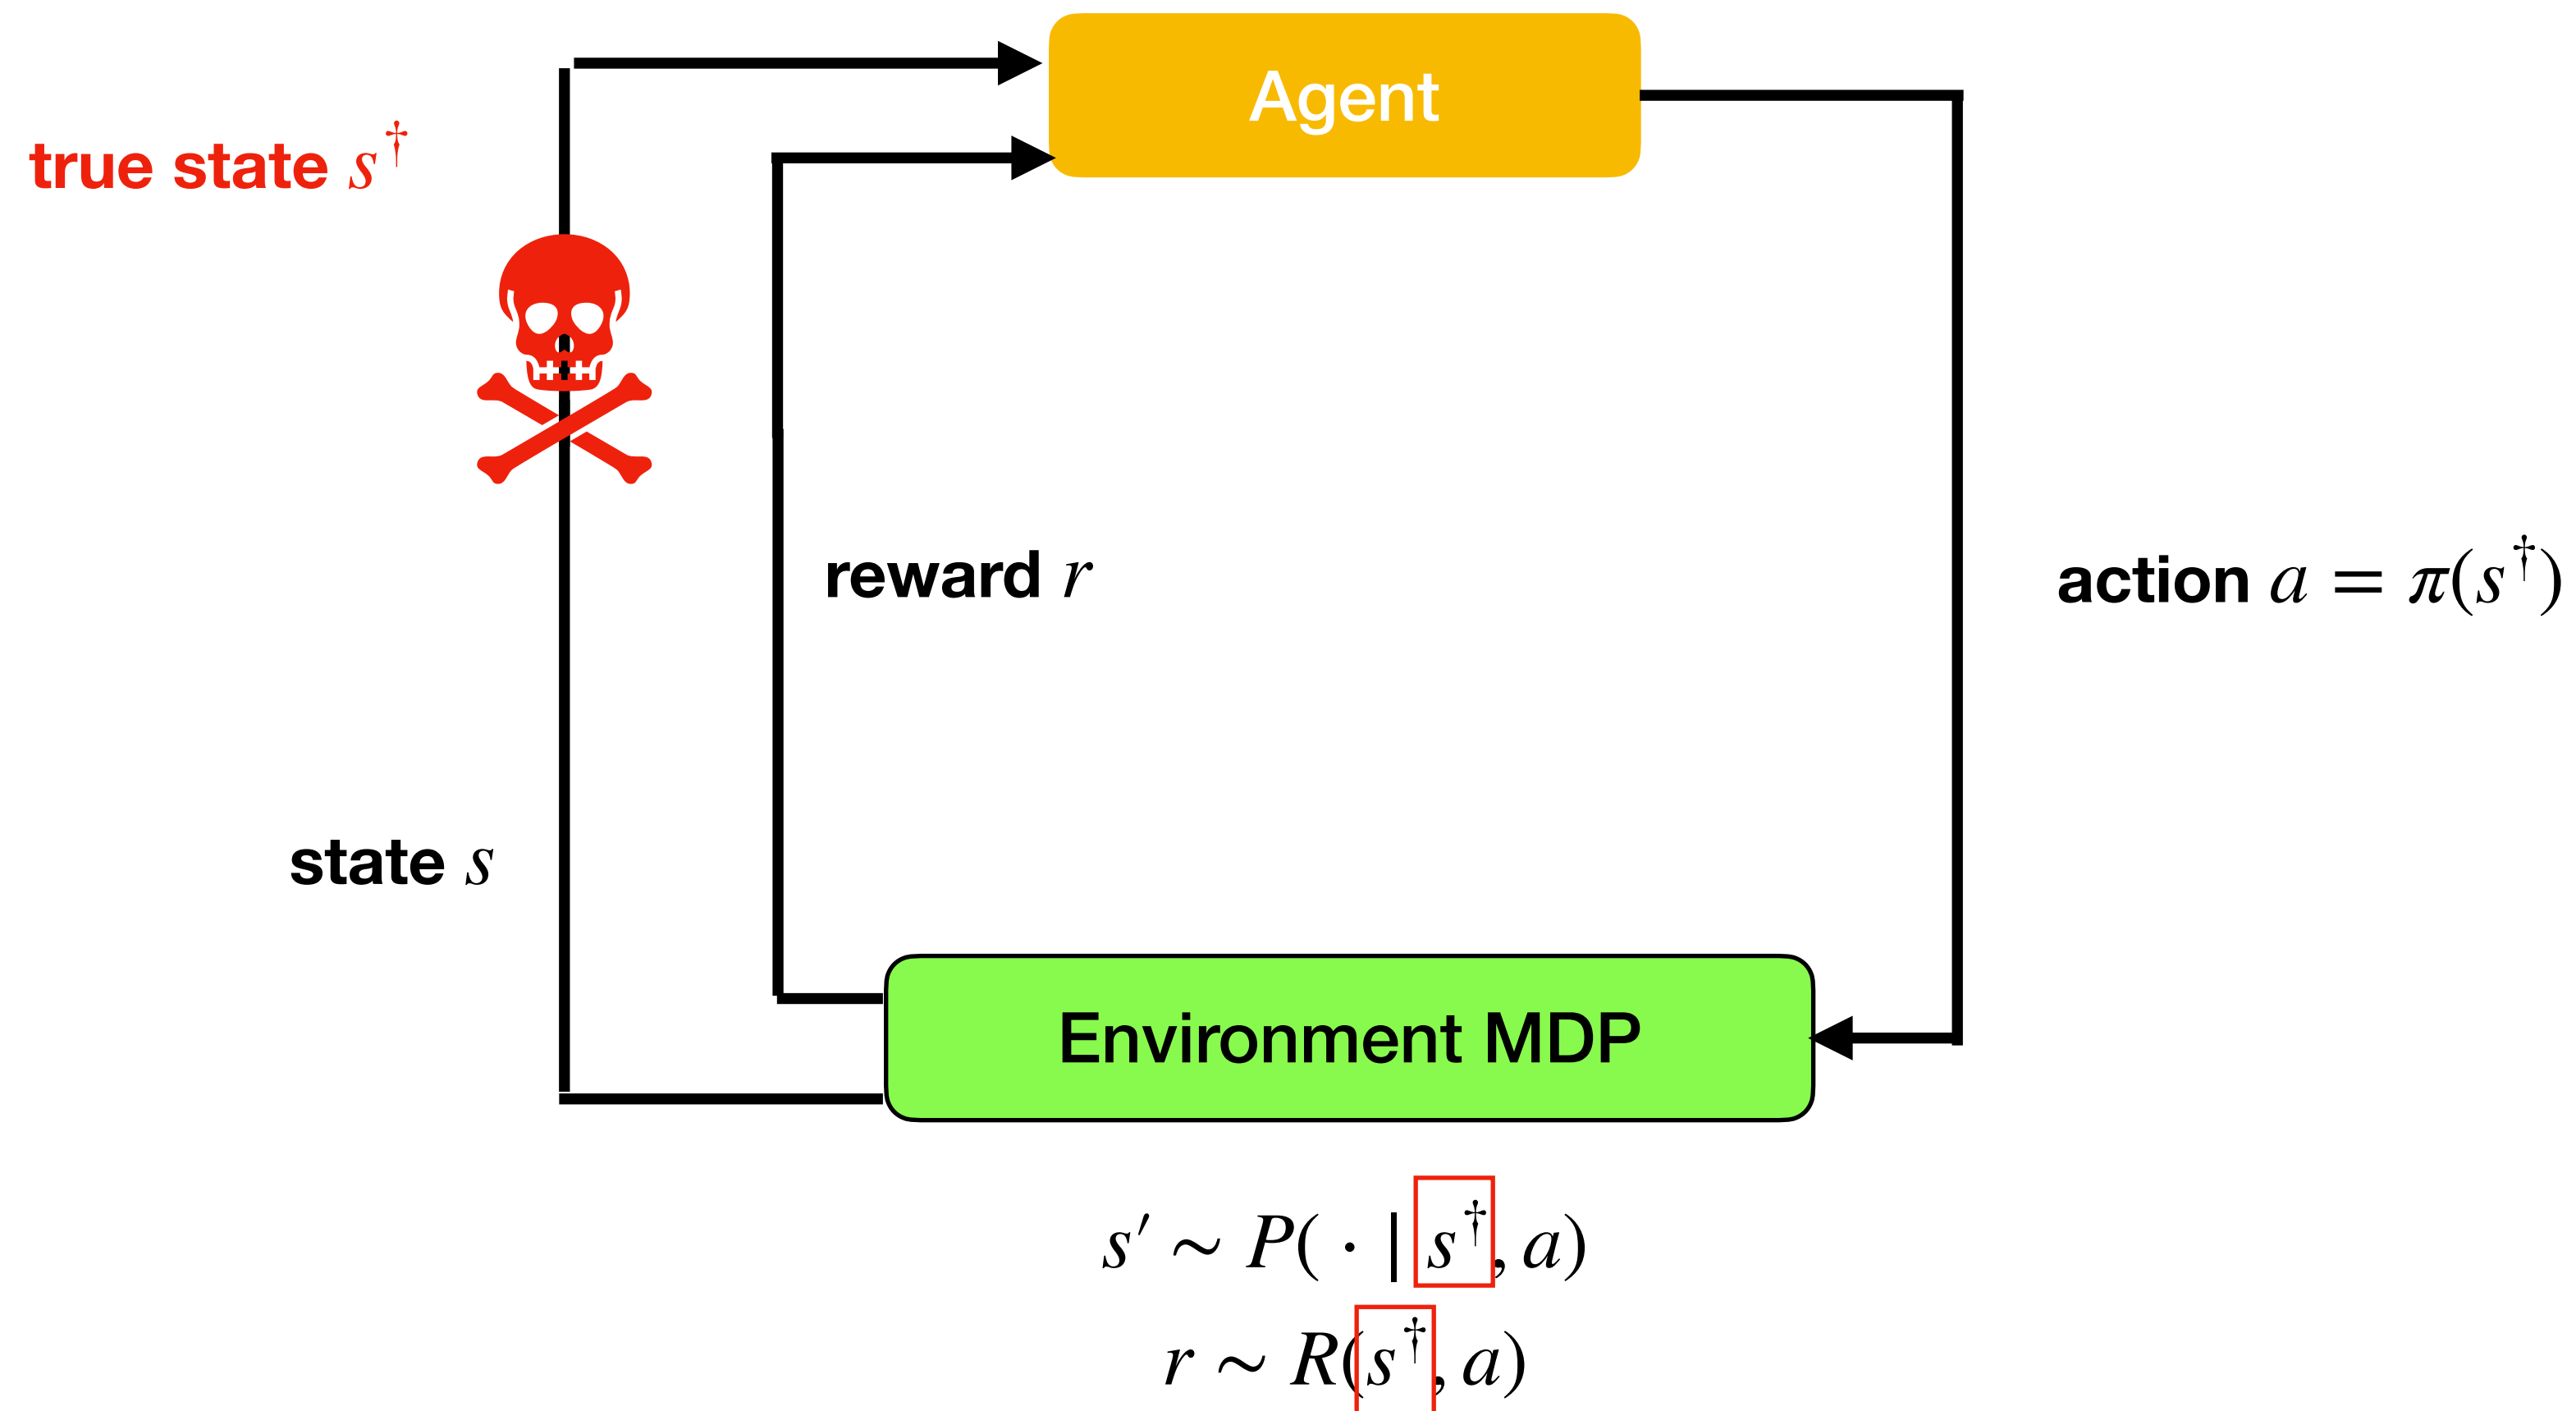 Agent
true state s†
reward r
action a = π(s†)
state s
Environment MDP
s′ ∼ P( · | s†, a)
r ∼ R(s†, a)